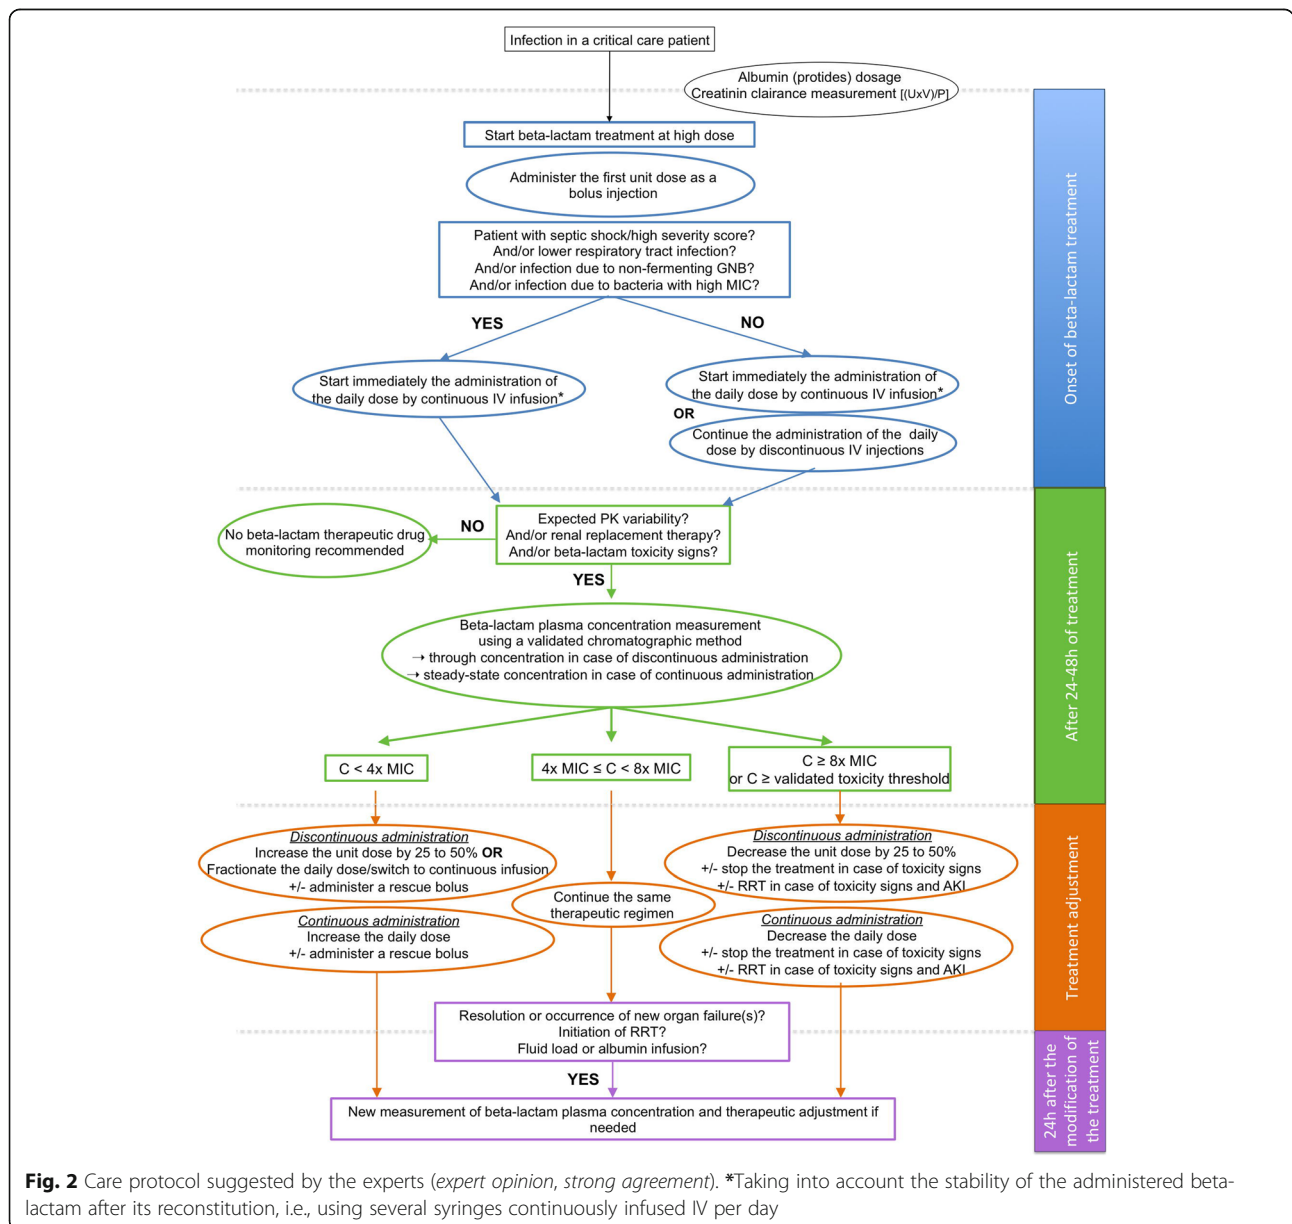 Infection in a critical care patient
Albumin (protides) dosage
Creatinin clairance measurement [(UxV)/P]
Start beta-lactam treatment at high dose
Administer the first unit dose as a
bolus injection
Patient with septic shock/high severity score?
And/or lower respiratory tract infection?
And/or infection due to non-fermenting GNB?
And/or infection due to bacteria with high MIC?
YES
NO
Start immediately the administration of
the daily dose by continuous IV infusion*
Start immediately the administration of
the daily dose by continuous IV infusion*
OR
Continue the administration of the daily
dose by discontinuous IV injections
Onset of beta-lactam treatment
Expected PK variability?
And/or renal replacement therapy?
And/or beta-lactam toxicity signs?
NO
No beta-lactam therapeutic drug
monitoring recommended
YES
Beta-lactam plasma concentration measurement
using a validated chromatographic method
→ through concentration in case of discontinuous administration
→ steady-state concentration in case of continuous administration
C < 4x MIC
4x MIC ≤ C < 8x MIC
C ≥ 8x MIC
or C ≥ validated toxicity threshold
After 24-48h of treatment
Discontinuous administration
Increase the unit dose by 25 to 50% OR
Fractionate the daily dose/switch to continuous infusion
+/- administer a rescue bolus
Continuous administration
Increase the daily dose
+/- administer a rescue bolus
Continue the same
therapeutic regimen
Discontinuous administration
Decrease the unit dose by 25 to 50%
+/- stop the treatment in case of toxicity signs
+/- RRT in case of toxicity signs and AKI
Continuous administration
Decrease the daily dose
+/- stop the treatment in case of toxicity signs
+/- RRT in case of toxicity signs and AKI
Treatment adjustment
Resolution or occurrence of new organ failure(s)?
Initiation of RRT?
Fluid load or albumin infusion?
YES
New measurement of beta-lactam plasma concentration and therapeutic adjustment if
needed
24h after the
modification of
the treatment
Fig. 2 Care protocol suggested by the experts (expert opinion, strong agreement). *Taking into account the stability of the administered beta-
lactam after its reconstitution, i.e., using several syringes continuously infused IV per day